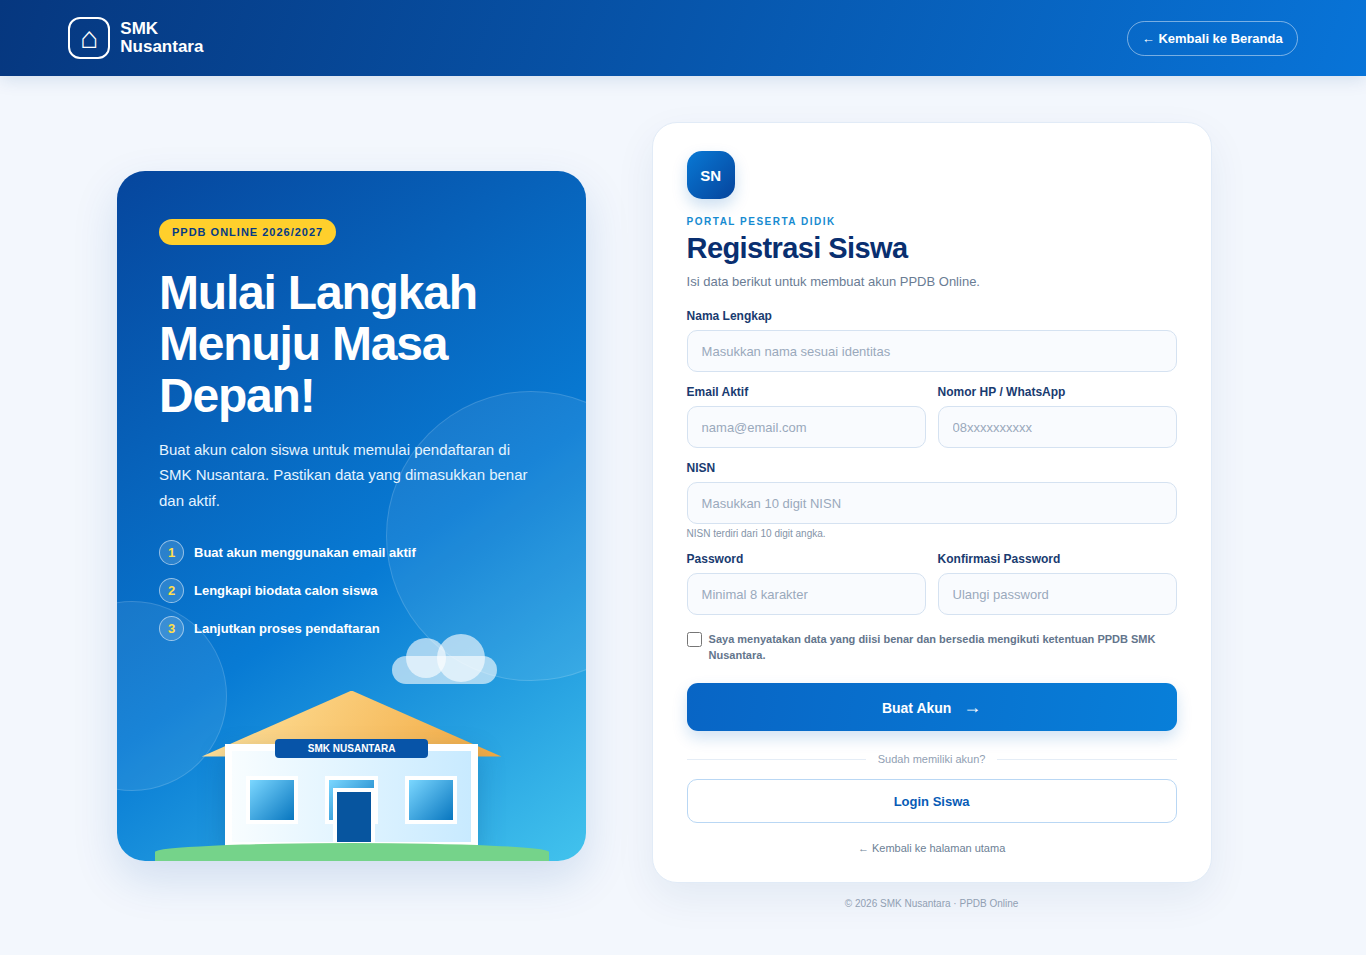 SMK
Nusantara
← Kembali ke Beranda
PPDB ONLINE 2026/2027
Mulai Langkah
Menuju Masa
Depan!
Buat akun calon siswa untuk memulai pendaftaran di
SMK Nusantara. Pastikan data yang dimasukkan benar
dan aktif.
1 Buat akun menggunakan email aktif
2 Lengkapi biodata calon siswa
3 Lanjutkan proses pendaftaran
SMK NUSANTARA
SN
PORTAL PESERTA DIDIK
Registrasi Siswa
Isi data berikut untuk membuat akun PPDB Online.
Nama Lengkap
Masukkan nama sesuai identitas
Email Aktif
nama@email.com
Nomor HP / WhatsApp
08xxxxxxxxxx
NISN
Masukkan 10 digit NISN
NISN terdiri dari 10 digit angka.
Password
Minimal 8 karakter
Konfirmasi Password
Ulangi password
Saya menyatakan data yang diisi benar dan bersedia mengikuti ketentuan PPDB SMK
Nusantara.
Buat Akun →
Sudah memiliki akun?
Login Siswa
← Kembali ke halaman utama
© 2026 SMK Nusantara · PPDB Online